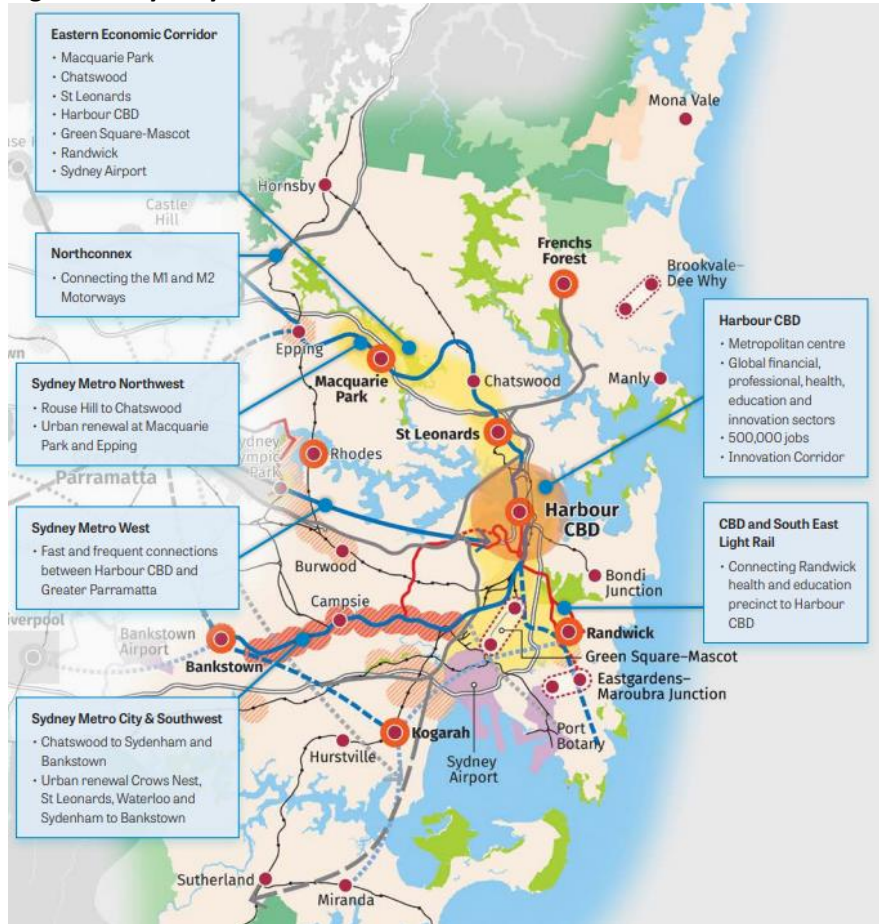 Eastern Economic Corridor
• Macquarie Park
• Chatswood
• St Leonards
• Harbour CBD
• Green Square-Mascot
• Randwick
• Sydney Airport
Mona Vale
Hornsby
Castle
Hill
Northconnex
• Connecting the M1 and M2
Motorways
Frenchs
Forest
Brookvale–
Dee Why
Harbour CBD
• Metropolitan centre
• Global financial,
professional, health,
education and
innovation sectors
• 500,000 jobs
• Innovation Corridor
Epping
Macquarie
Park
Chatswood
Manly
Sydney Metro Northwest
• Rouse Hill to Chatswood
• Urban renewal at Macquarie
Park and Epping
St Leonards
Rhodes
Parramatta
Park
Harbour
CBD
Sydney Metro West
• Fast and frequent connections
between Harbour CBD and
Greater Parramatta
CBD and South East
Light Rail
• Connecting Randwick
health and education
precinct to Harbour
CBD
Burwood
Bondi
Junction
Campsie
Bankstown
Airport
Bankstown
Randwick
Green Square–Mascot
Eastgardens–
Maroubra Junction
Sydney Metro City & Southwest
• Chatswood to Sydenham and
Bankstown
• Urban renewal Crows Nest,
St Leonards, Waterloo and
Sydenham to Bankstown
Kogarah
Hurstville
Sydney
Airport
Port
Botany
Sutherland
Miranda